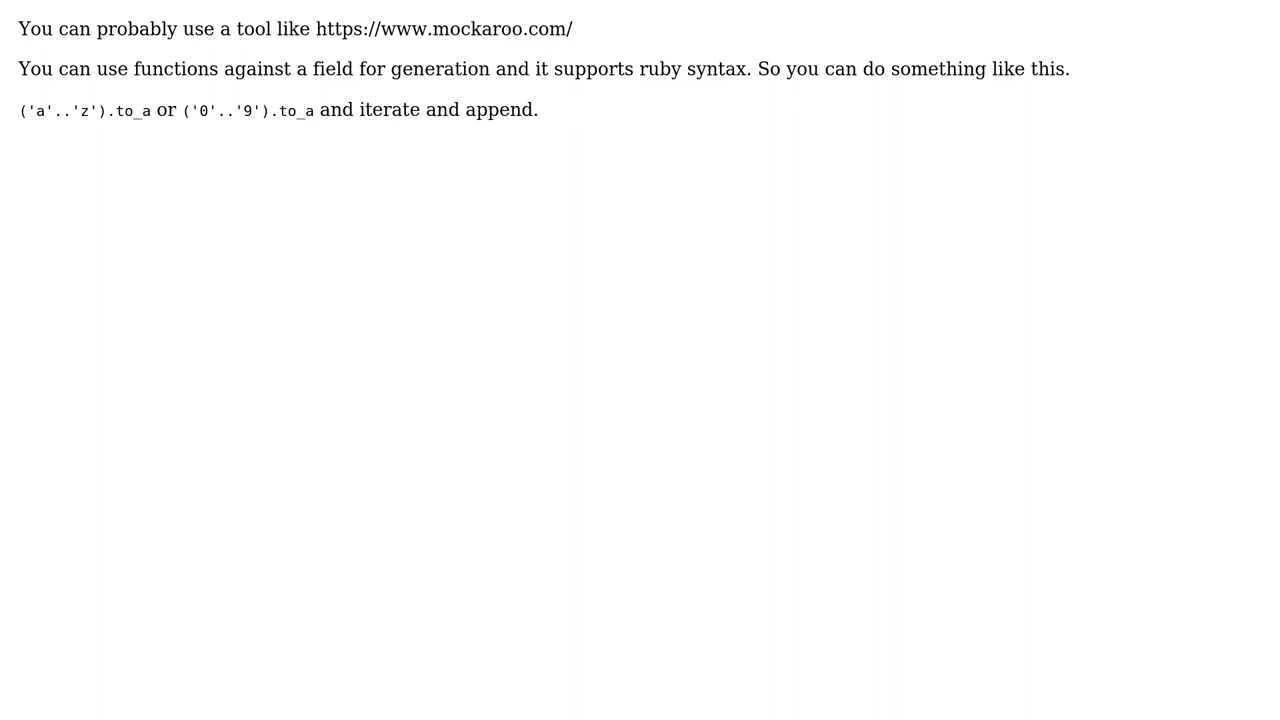 You can probably use a tool like https://www.mockaroo.com/
You can use functions against a field for generation and it supports ruby syntax. So you can do something like this.
('a'..'z').to_a or ('0'..'9').to_a and iterate and append.